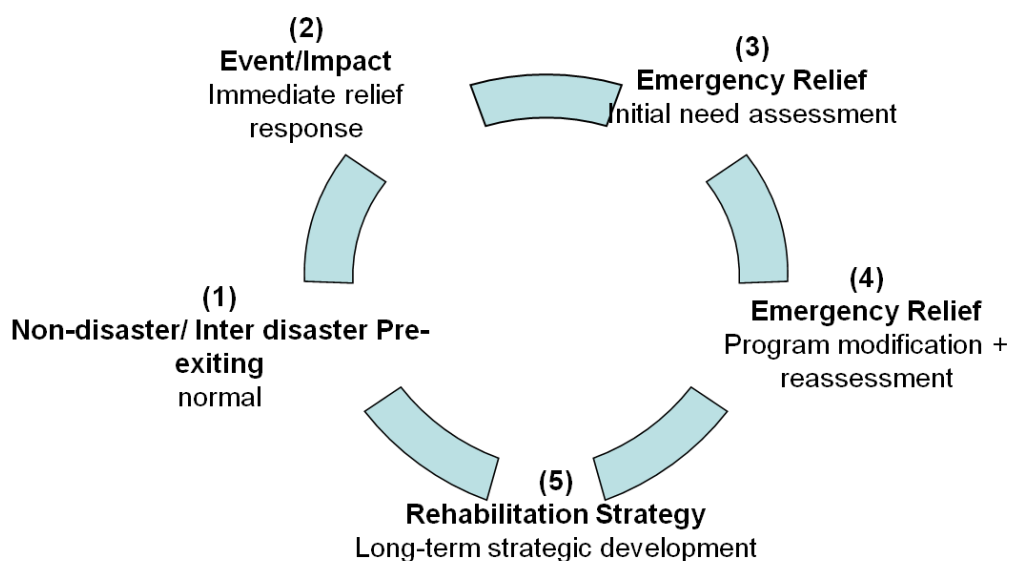 (2)
Event/Impact
Immediate relief
response
(3)
Emergency Relief
Initial need assessment
(1)
Non-disaster/ Inter disaster Pre-
exiting
normal
(4)
Emergency Relief
Program modification +
reassessment
(5)
Rehabilitation Strategy
Long-term strategic development